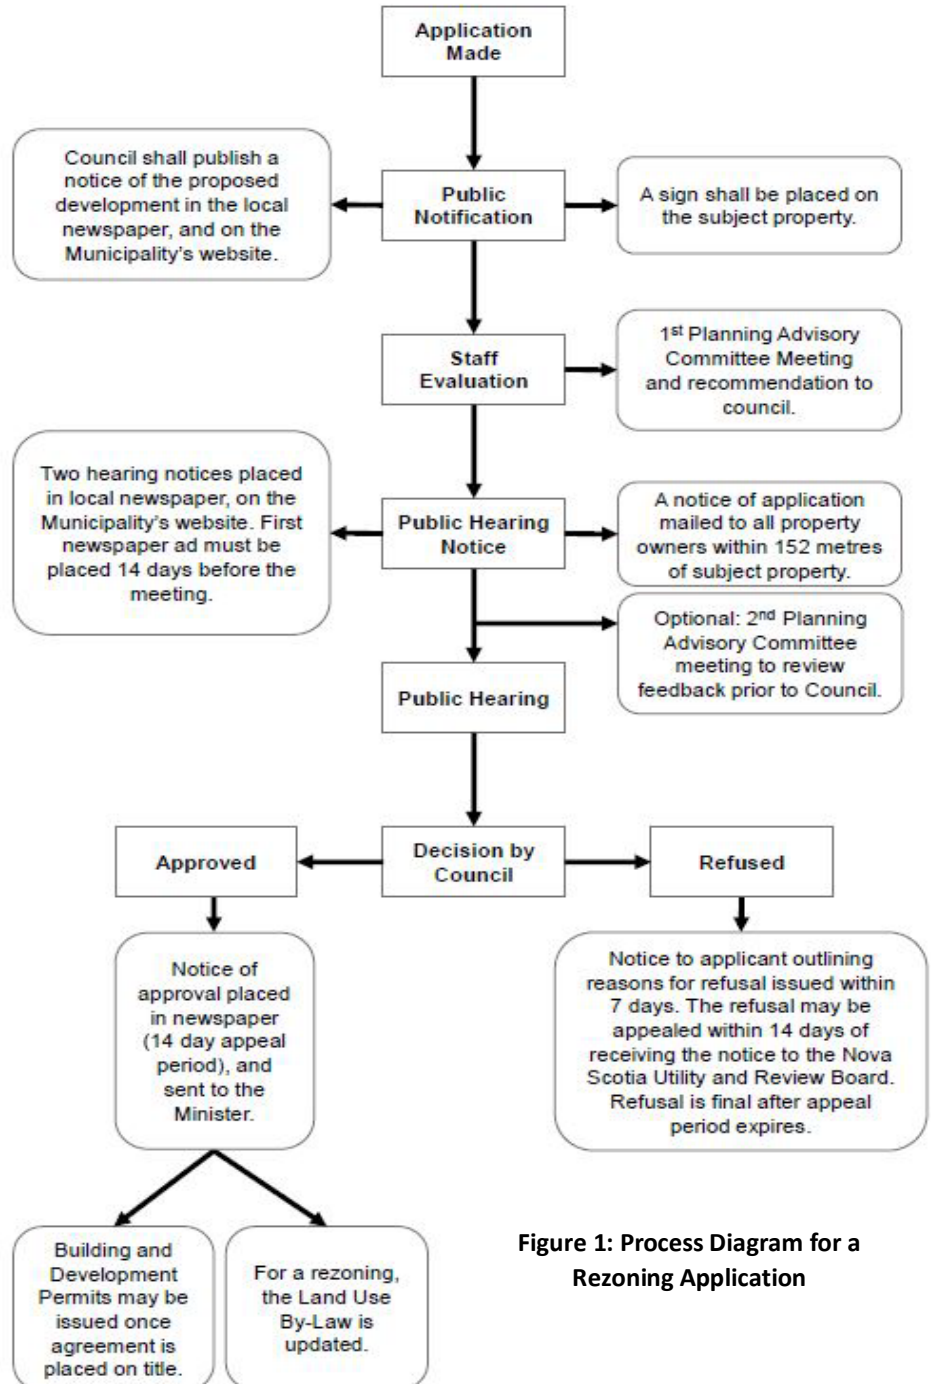 Application
Made
Council shall publish a
notice of the proposed
development in the local
newspaper, and on the
Municipality's website.
Public
Notification
A sign shall be placed on
the subject property.
Staff
Evaluation
1st Planning Advisory
Committee Meeting
and recommendation to
council.
Two hearing notices placed
in local newspaper, on the
Municipality's website. First
newspaper ad must be
placed 14 days before the
meeting.
Public Hearing
Notice
A notice of application
mailed to all property
owners within 152 metres
of subject property.
Optional: 2nd Planning
Advisory Committee
meeting to review
feedback prior to Council.
Public Hearing
Approved
Decision by
Council
Refused
Notice of
approval placed
in newspaper
(14 day appeal
period), and
sent to the
Minister.
Notice to applicant outlining
reasons for refusal issued within
7 days. The refusal may be
appealed within 14 days of
receiving the notice to the Nova
Scotia Utility and Review Board.
Refusal is final after appeal
period expires.
Building and
Development
Permits may be
issued once
agreement is
placed on title.
For a rezoning,
the Land Use
By-Law is
updated.
Figure 1: Process Diagram for a
Rezoning Application